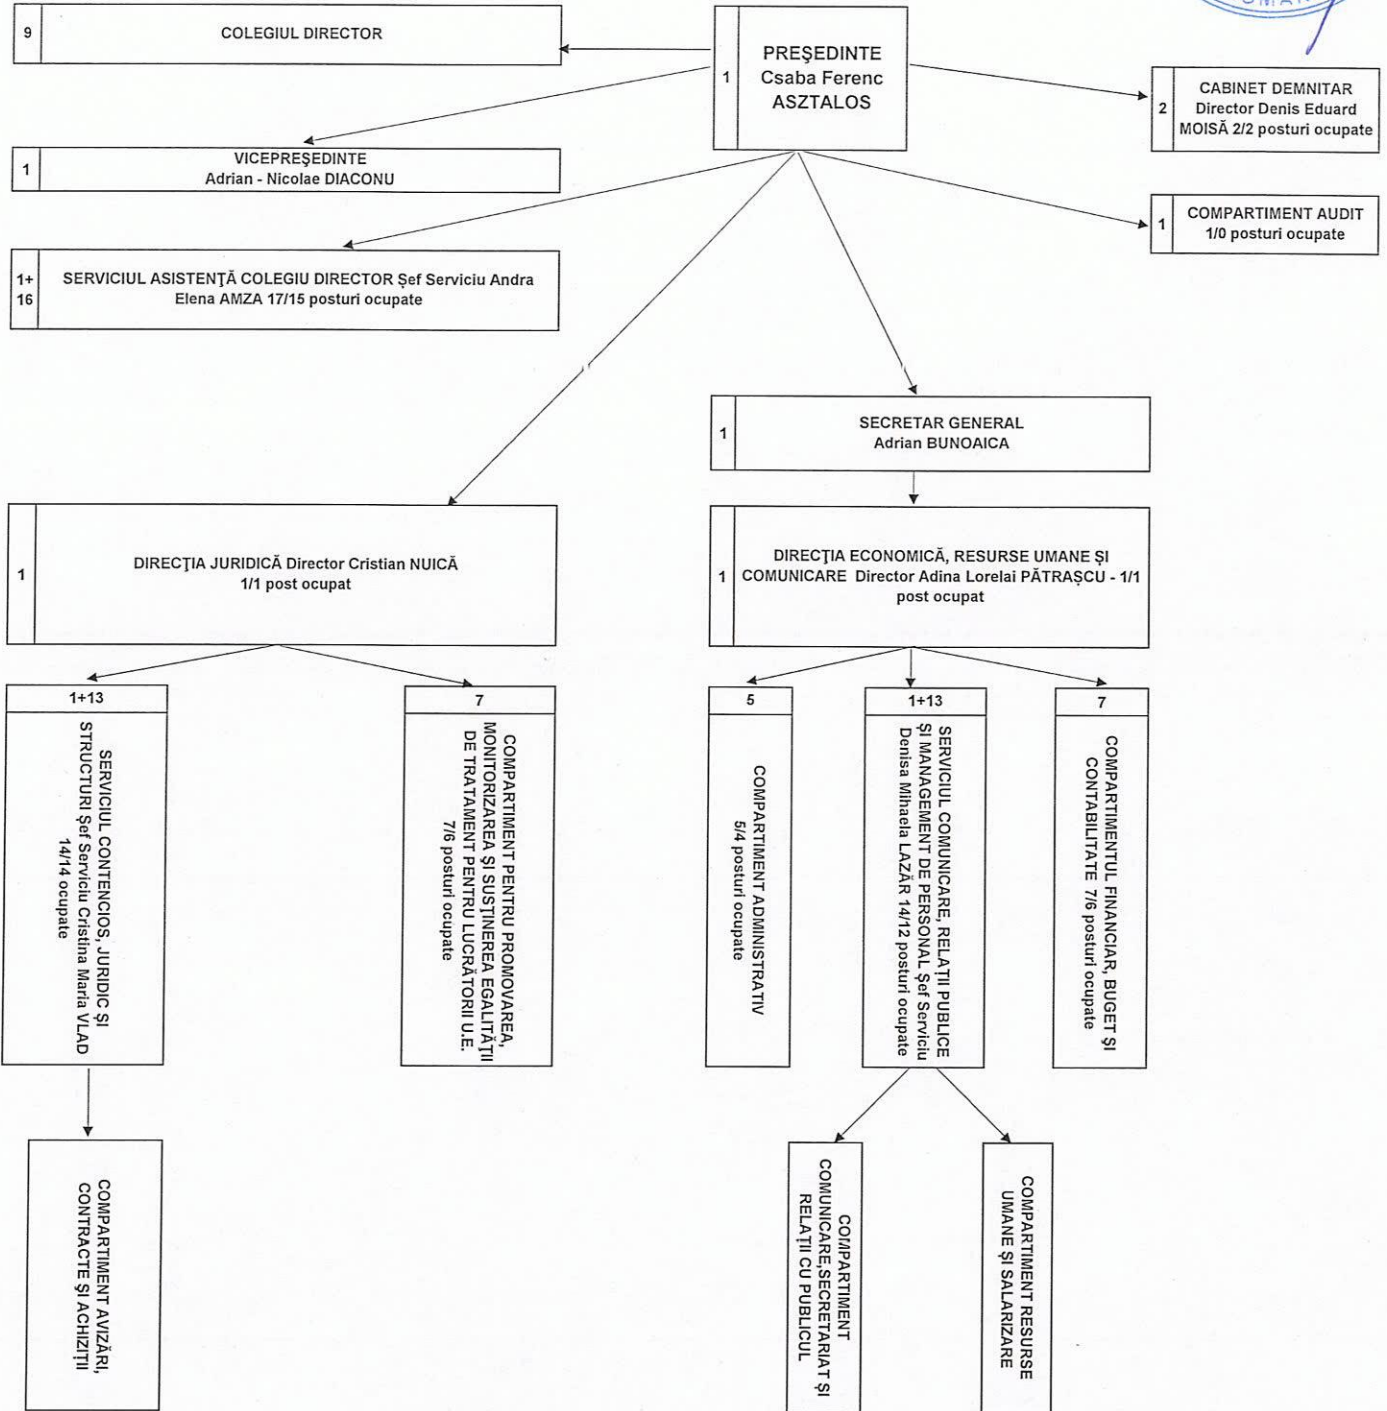 9
COLEGIUL DIRECTOR
1
PREŞEDINTE
Csaba Ferenc
ASZTALOS
2
CABINET DEMNITAR
Director Denis Eduard
MOISĂ 2/2 posturi ocupate
1
VICEPREŞEDINTE
Adrian - Nicolae DIACONU
1
COMPARTIMENT AUDIT
1/0 posturi ocupate
1+
16
SERVICIUL ASISTENŢĂ COLEGIU DIRECTOR Şef Serviciu Andra
Elena AMZA 17/15 posturi ocupate
1
SECRETAR GENERAL
Adrian BUNOAICA
1
DIRECŢIA JURIDICĂ Director Cristian NUICĂ
1/1 post ocupat
1
DIRECŢIA ECONOMICĂ, RESURSE UMANE ŞI
COMUNICARE Director Adina Lorelai PĂTRAŞCU - 1/1
post ocupat
1+13
SERVICIUL CONTENCIOS, JURIDIC ŞI
STRUCTURI Şef Serviciu Cristina Maria VLAD
14/14 ocupate
7
COMPARTIMENT PENTRU PROMOVAREA,
MONITORIZAREA ŞI SUSŢINEREA EGALITĂŢII
DE TRATAMENT PENTRU LUCRĂTORII U.E.
7/6 posturi ocupate
5
COMPARTIMENT ADMINISTRATIV
5/4 posturi ocupate
1+13
SERVICIUL COMUNICARE, RELAŢII PUBLICE
ŞI MANAGEMENT DE PERSONAL Şef Serviciu
Denisa Mihaela LAZĂR 14/12 posturi ocupate
7
COMPARTIMENTUL FINANCIAR, BUGET ŞI
CONTABILITATE 7/6 posturi ocupate
COMPARTIMENT AVIZĂRI,
CONTRACTE ŞI ACHIZIŢII
COMPARTIMENT
COMUNICARE,SECRETARIAT ŞI
RELAŢII CU PUBLICUL
COMPARTIMENT RESURSE
UMANE ŞI SALARIZARE